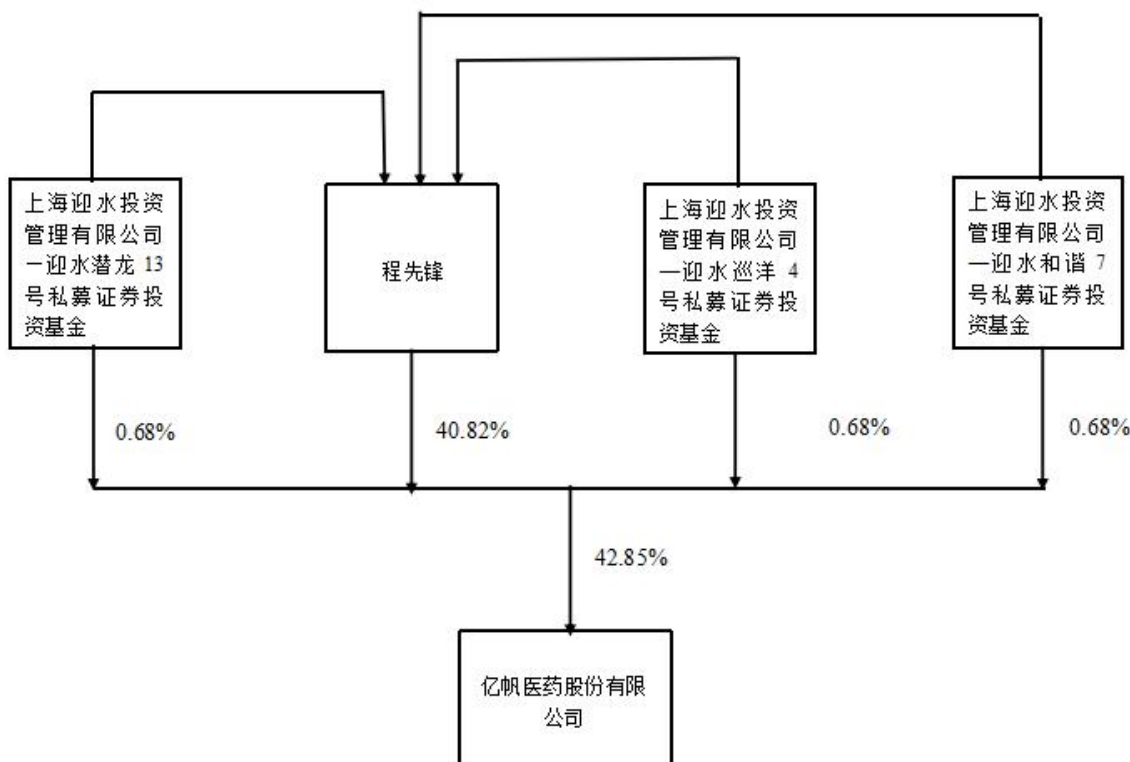 上海迎水投资
管理有限公司
－迎水潜龙 13
号私募证券投
资基金
程先锋
上海迎水投资
管理有限公司
—迎水巡洋 4
号私募证券投
资基金
上海迎水投资
管理有限公司
—迎水和谐 7
号私募证券投
资基金
0.68%
40.82%
0.68%
0.68%
42.85%
亿帆医药股份有限
公司